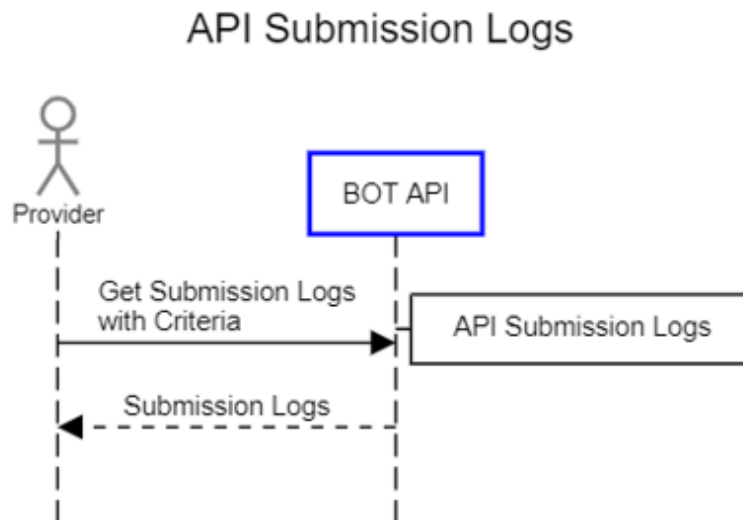 API Submission Logs
Provider
BOT API
Get Submission Logs
with Criteria
API Submission Logs
Submission Logs